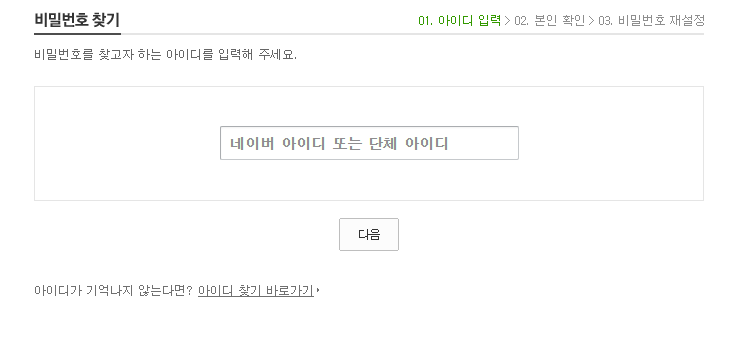 비밀번호 찾기
01. 아이디 입력 > 02. 본인 확인 > 03. 비밀번호 재설정
비밀번호를 찾고자 하는 아이디를 입력해 주세요.
네이버 아이디 또는 단체 아이디
다음
아이디가 기억나지 않는다면? 아이디 찾기 바로가기